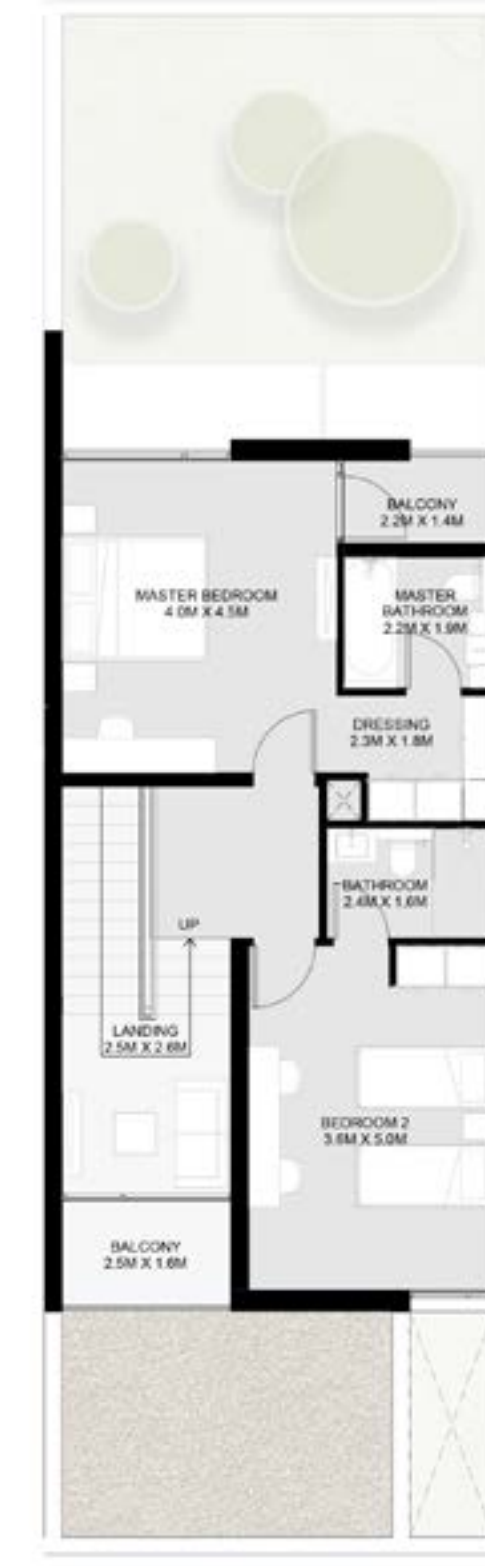 BALCONY
2.2M X 1.4M
MASTER BEDROOM
4.0M X 4.5M
MASTER
BATHROOM
2.2M X 1.9M
DRESSING
2.3M X 1.8M
BATHROOM
2.4M X 1.6M
UP
LANDING
2.5M X 2.6M
BEDROOM 2
3.6M X 5.0M
BALCONY
2.5M X 1.6M